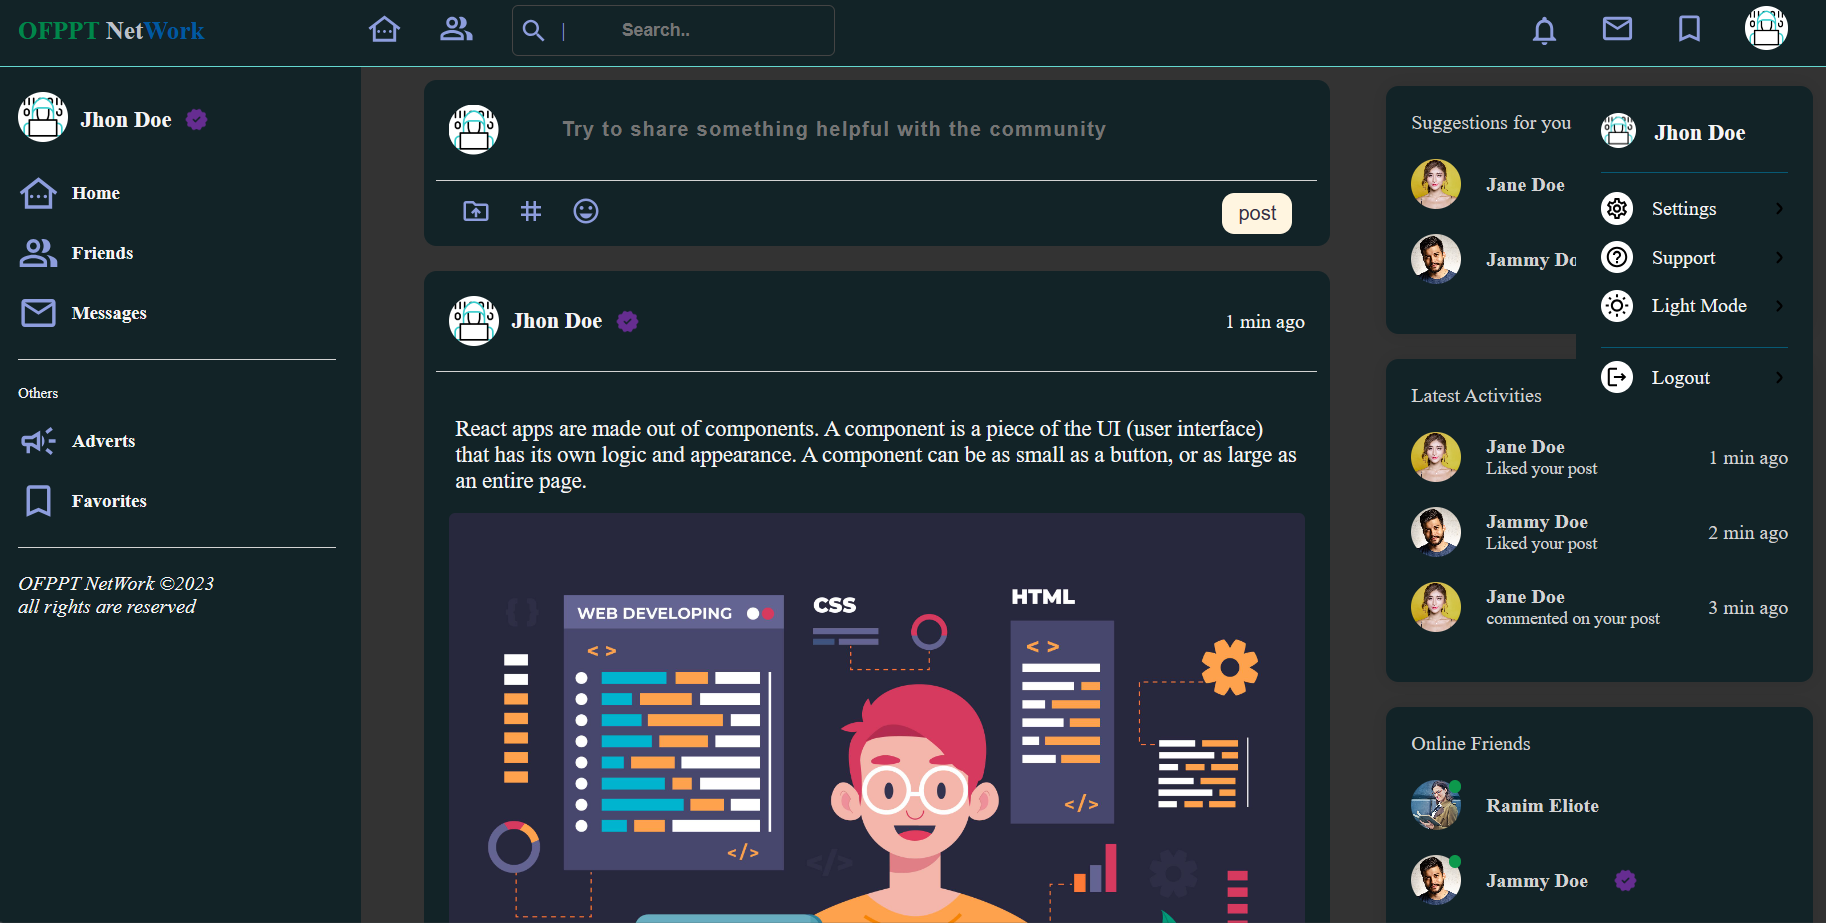 OFPPT NetWork
Search..
Jhon Doe
Home
Friends
Messages
Others
Adverts
Favorites
OFPPT NetWork ©2023
all rights are reserved
Try to share something helpful with the community
post
Jhon Doe
1 min ago
React apps are made out of components. A component is a piece of the UI (user interface)
that has its own logic and appearance. A component can be as small as a button, or as large as
an entire page.
{ }
WEB DEVELOPING
< >
</>
CSS
HTML
< >
</>
</>
Suggestions for you
Jane Doe
Jammy Do
Jhon Doe
Settings
Support
Light Mode
Logout
Latest Activities
Jane Doe
Liked your post
1 min ago
Jammy Doe
Liked your post
2 min ago
Jane Doe
commented on your post
3 min ago
Online Friends
Ranim Eliote
Jammy Doe